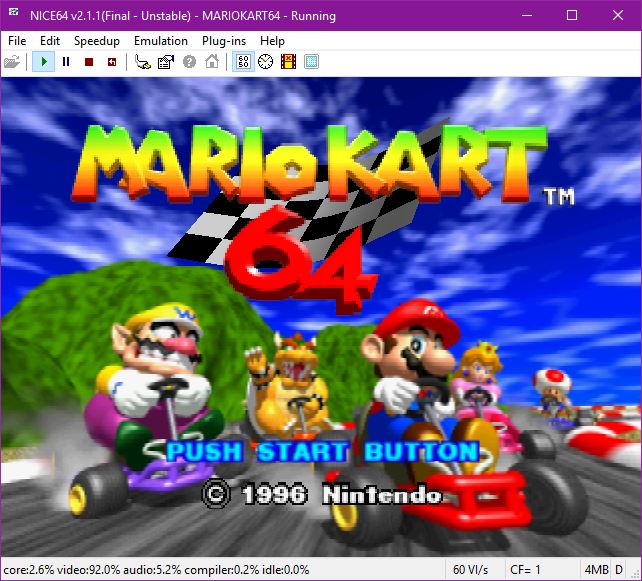 NICE64 v2.1.1(Final - Unstable) - MARIOKART64 - Running
File Edit Speedup Emulation Plug-ins Help
MARIO KART TM
64
PUSH START BUTTON
© 1996 Nintendo
core:2.6% video:92.0% audio:5.2% compiler:0.2% idle:0.0% 60 VI/s CF= 1 4MB D